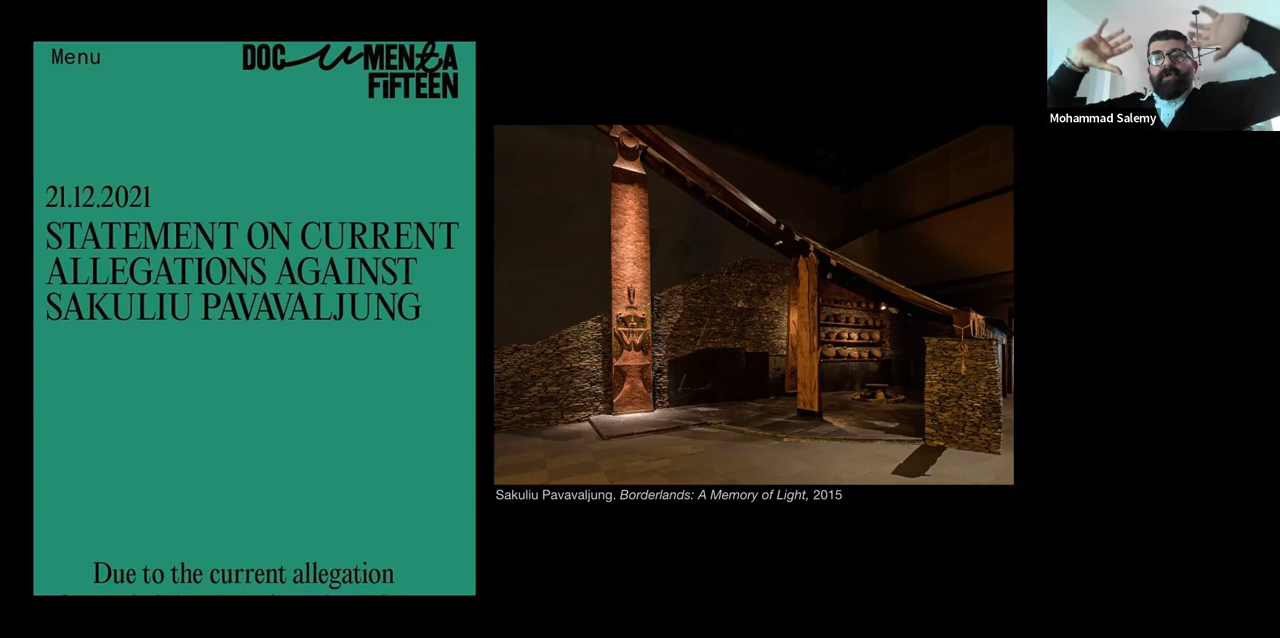 Menu
DOCUMENTA
FiFTEEN
21.12.2021
STATEMENT ON CURRENT
ALLEGATIONS AGAINST
SAKULIU PAVAVALJUNG
Due to the current allegation
Sakuliu Pavavaljung. Borderlands: A Memory of Light, 2015
Mohammad Salemy